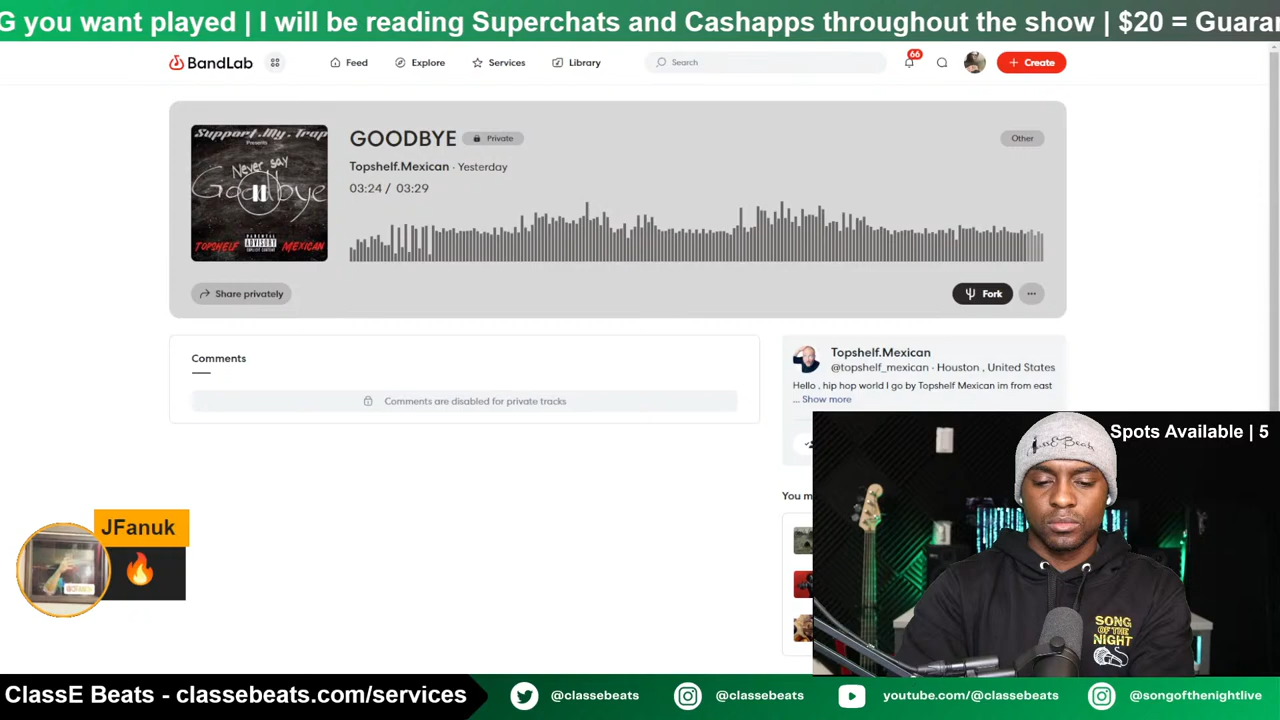 G you want played | I will be reading Superchats and Cashapps throughout the show | $20 = Guarar
BandLab
Feed
Explore
Services
Library
Search
66
Create
Support.My.Trap
Presents
Never say
Goodbye
PARENTAL
ADVISORY
EXPLICIT CONTENT
TOPSHELF
MEXICAN
GOODBYE
Private
Other
Topshelf.Mexican · Yesterday
03:24 / 03:29
Share privately
Fork
Comments
Comments are disabled for private tracks
Topshelf.Mexican
@topshelf_mexican · Houston , United States
Hello , hip hop world I go by Topshelf Mexican im from east
... Show more
You m
Spots Available | 5
JFanuk
ClassE Beats
SONG
OF THE
NIGHT
ClassE Beats - classebeats.com/services
@classebeats
@classebeats
youtube.com/@classebeats
@songofthenightlive